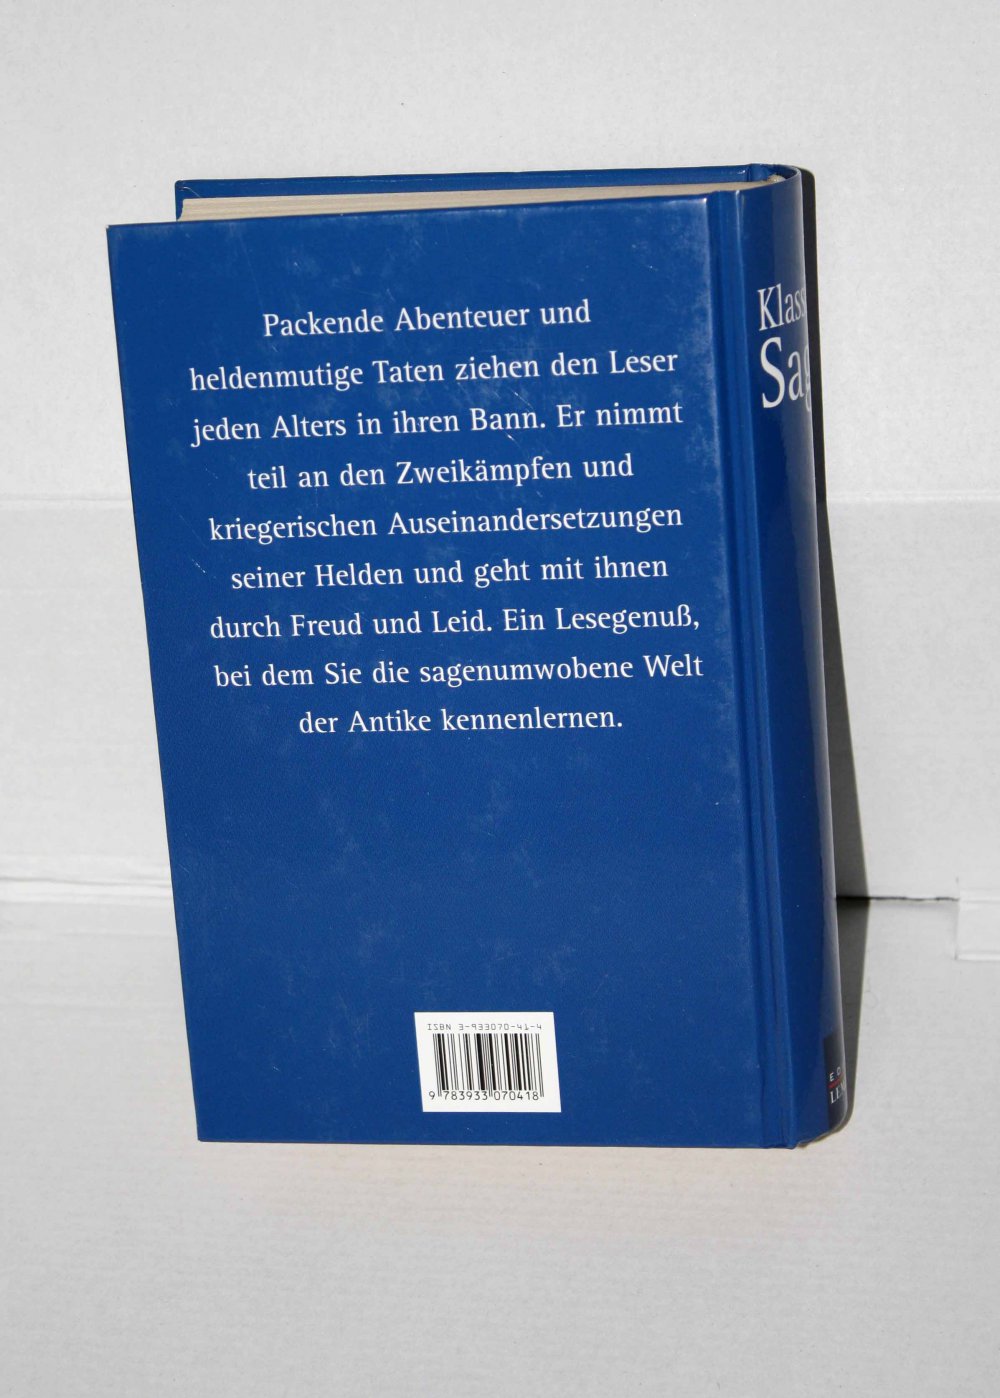 Packende Abenteuer und
heldenmutige Taten ziehen den Leser
jeden Alters in ihren Bann. Er nimmt
teil an den Zweikämpfen und
kriegerischen Auseinandersetzungen
seiner Helden und geht mit ihnen
durch Freud und Leid. Ein Lesegenuß,
bei dem Sie die sagenumwobene Welt
der Antike kennenlernen.
ISBN 3-933070-41-4
9 783933 070418
Klass
Sag